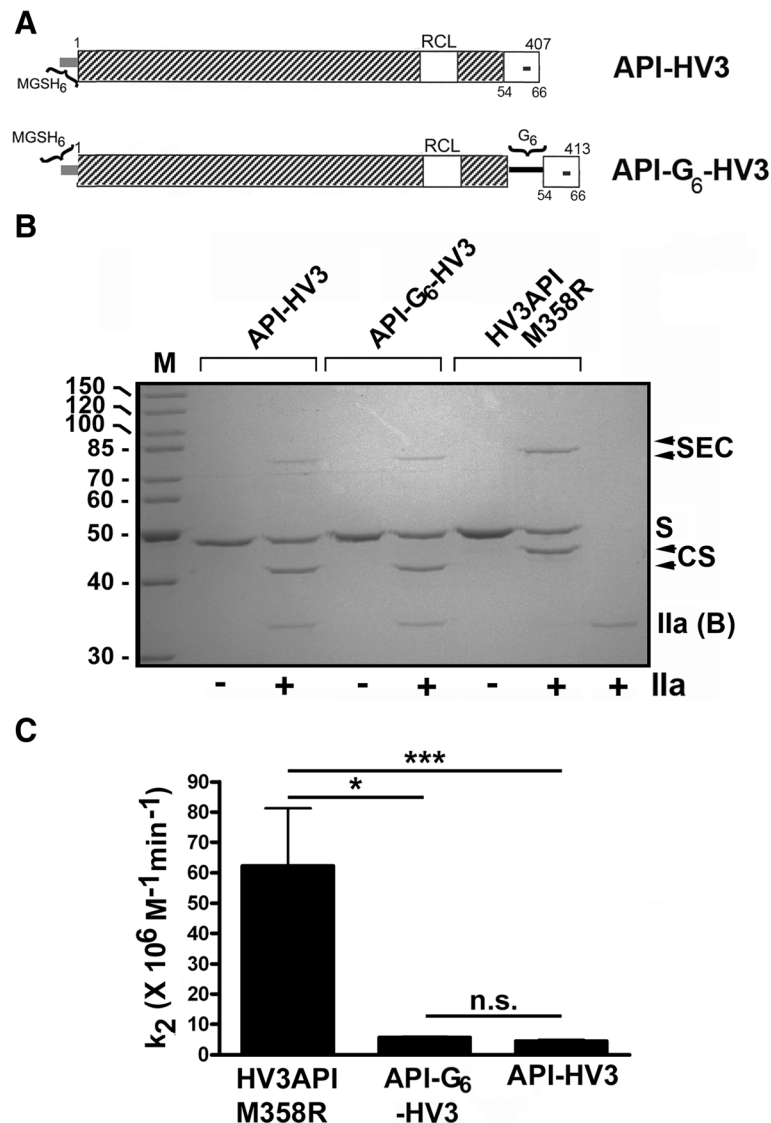 A
1
RCL
407
MGSH6
54
66
API-HV3
MGSH6
1
RCL
G6
413
54
66
API-G6-HV3
B
API-HV3
API-G6-HV3
HV3API
M358R
M
150
120
100
85 -
70 -
60 -
50 -
40 -
30 -
SEC
S
CS
IIa (B)
- + - + - + + IIa
C
***
*
n.s.
k2 (X 10^6 M^-1 min^-1)
90
80
70
60
50
40
30
20
10
0
HV3API
M358R
API-G6
-HV3
API-HV3